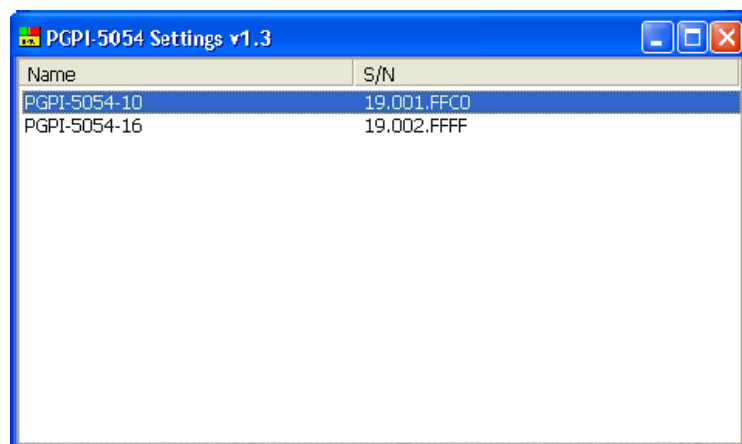 PGPI-5054 Settings v1.3
Name S/N
PGPI-5054-10 19.001.FFC0
PGPI-5054-16 19.002.FFFF